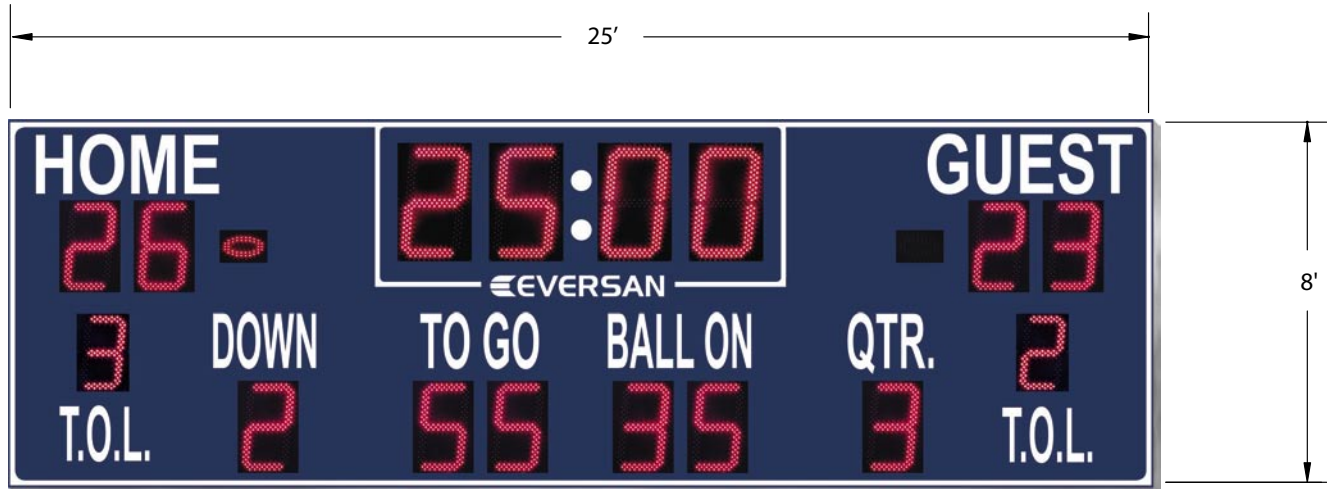 25'
HOME
25:00
GUEST
26
23
8'
EVERSAN
3
DOWN
TO GO
BALL ON
QTR.
2
T.O.L.
2
55
35
3
T.O.L.